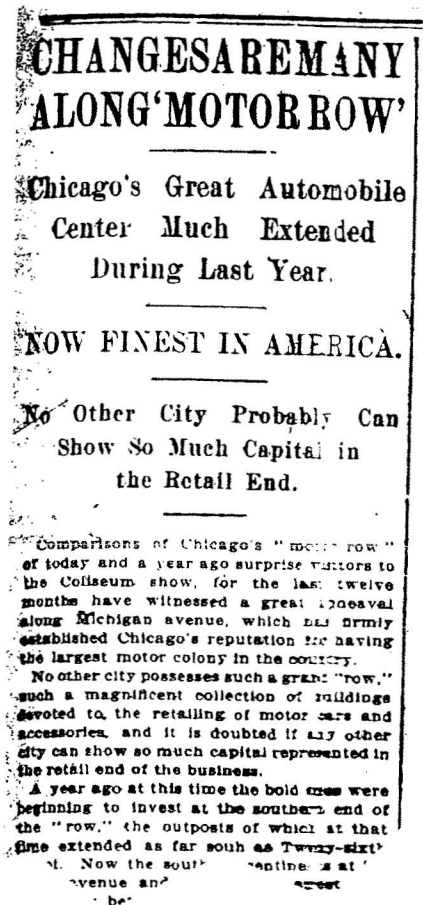 CHANGES ARE MANY
ALONG 'MOTOR ROW'
Chicago's Great Automobile
Center Much Extended
During Last Year.
NOW FINEST IN AMERICA.
No Other City Probably Can
Show So Much Capital in
the Retail End.
Comparisons of Chicago's "motor row"
of today and a year ago surprise visitors to
the Coliseum show, for the last twelve
months have witnessed a great upheaval
along Michigan avenue, which has firmly
established Chicago's reputation for having
the largest motor colony in the country.
No other city possesses such a grand "row,"
such a magnificent collection of buildings
devoted to the retailing of motor cars and
accessories, and it is doubted if any other
city can show so much capital represented in
the retail end of the business.
A year ago at this time the bold ones were
beginning to invest at the southern end of
the "row," the outposts of which at that
time extended as far souh as Twenty-sixth
Now the at
avenue and